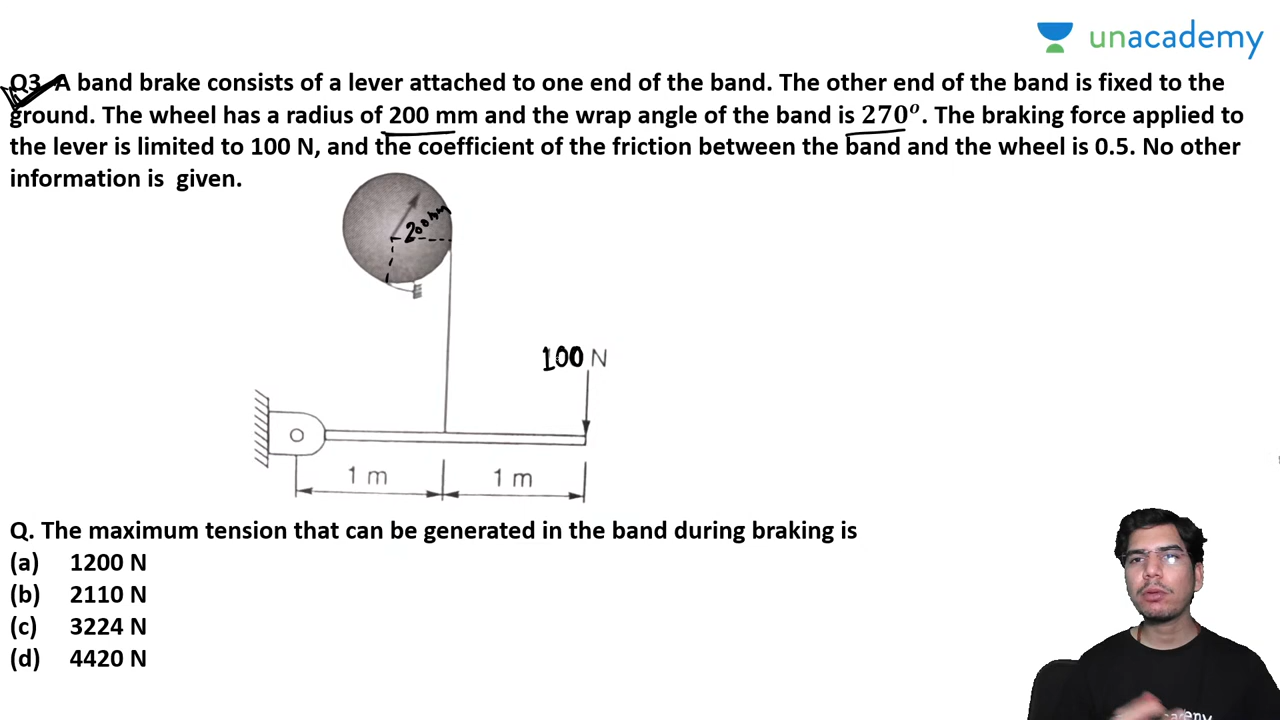 unacademy
Q3. A band brake consists of a lever attached to one end of the band. The other end of the band is fixed to the
ground. The wheel has a radius of 200 mm and the wrap angle of the band is 270°. The braking force applied to
the lever is limited to 100 N, and the coefficient of the friction between the band and the wheel is 0.5. No other
information is given.
200mm
100 N
1 m 1 m
Q. The maximum tension that can be generated in the band during braking is
(a) 1200 N
(b) 2110 N
(c) 3224 N
(d) 4420 N